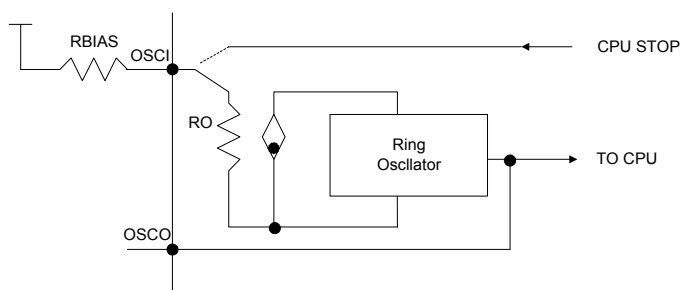 RBIAS
OSCI
CPU STOP
RO
Ring
Oscllator
TO CPU
OSCO